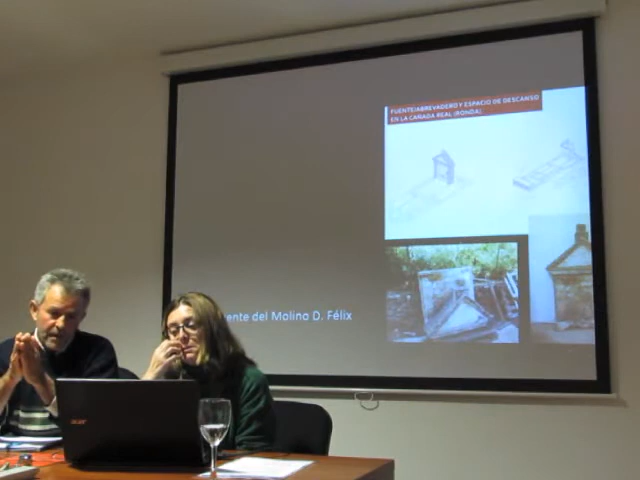 FUENTE/ABREVADERO Y ESPACIO DE DESCANSO
EN LA CAÑADA REAL (RONDA)
ente del Molino D. Félix
acer